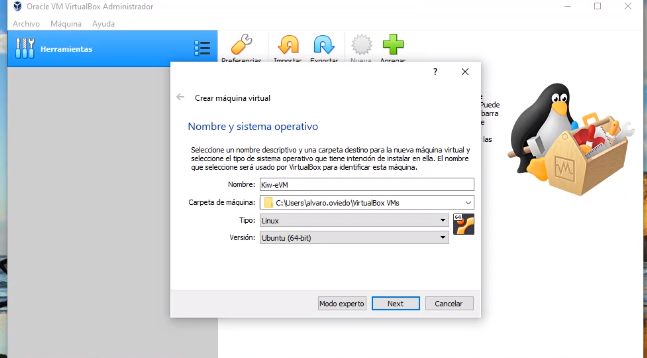 Oracle VM VirtualBox Administrador
Archivo Máquina Ayuda
Herramientas
Preferencias Importar Exportar Nueva Agregar
? 
Crear máquina virtual
Puede
barra
Nombre y sistema operativo
Seleccione un nombre descriptivo y una carpeta destino para la nueva máquina virtual y
seleccione el tipo de sistema operativo que tiene intención de instalar en ella. El nombre
que seleccione será usado por VirtualBox para identificar esta máquina.
Nombre: Kiw-eVM
Carpeta de máquina: C:\Users\alvaro.oviedo\VirtualBox VMs
Tipo: Linux
64
Versión: Ubuntu (64-bit)
Modo experto Next Cancelar